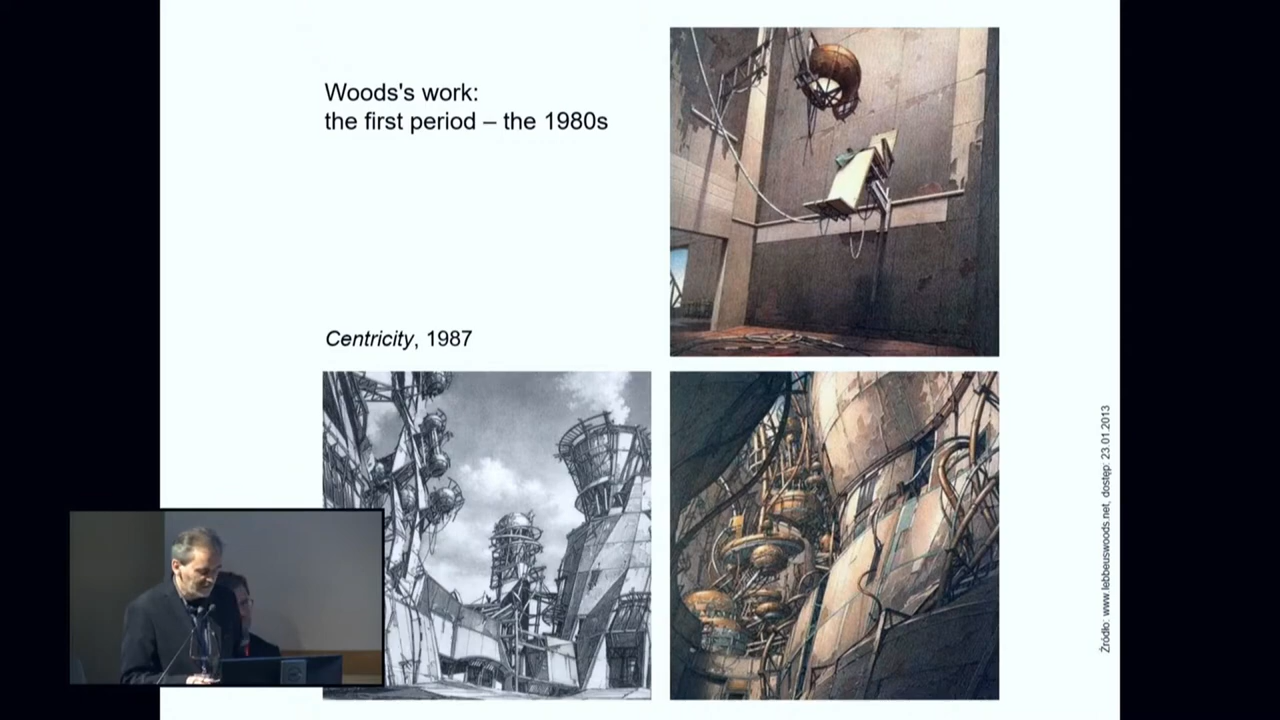 Woods's work:
the first period – the 1980s
Centricity, 1987
Źródło: www.lebbeuswoods.net, dostęp: 23.01.2013